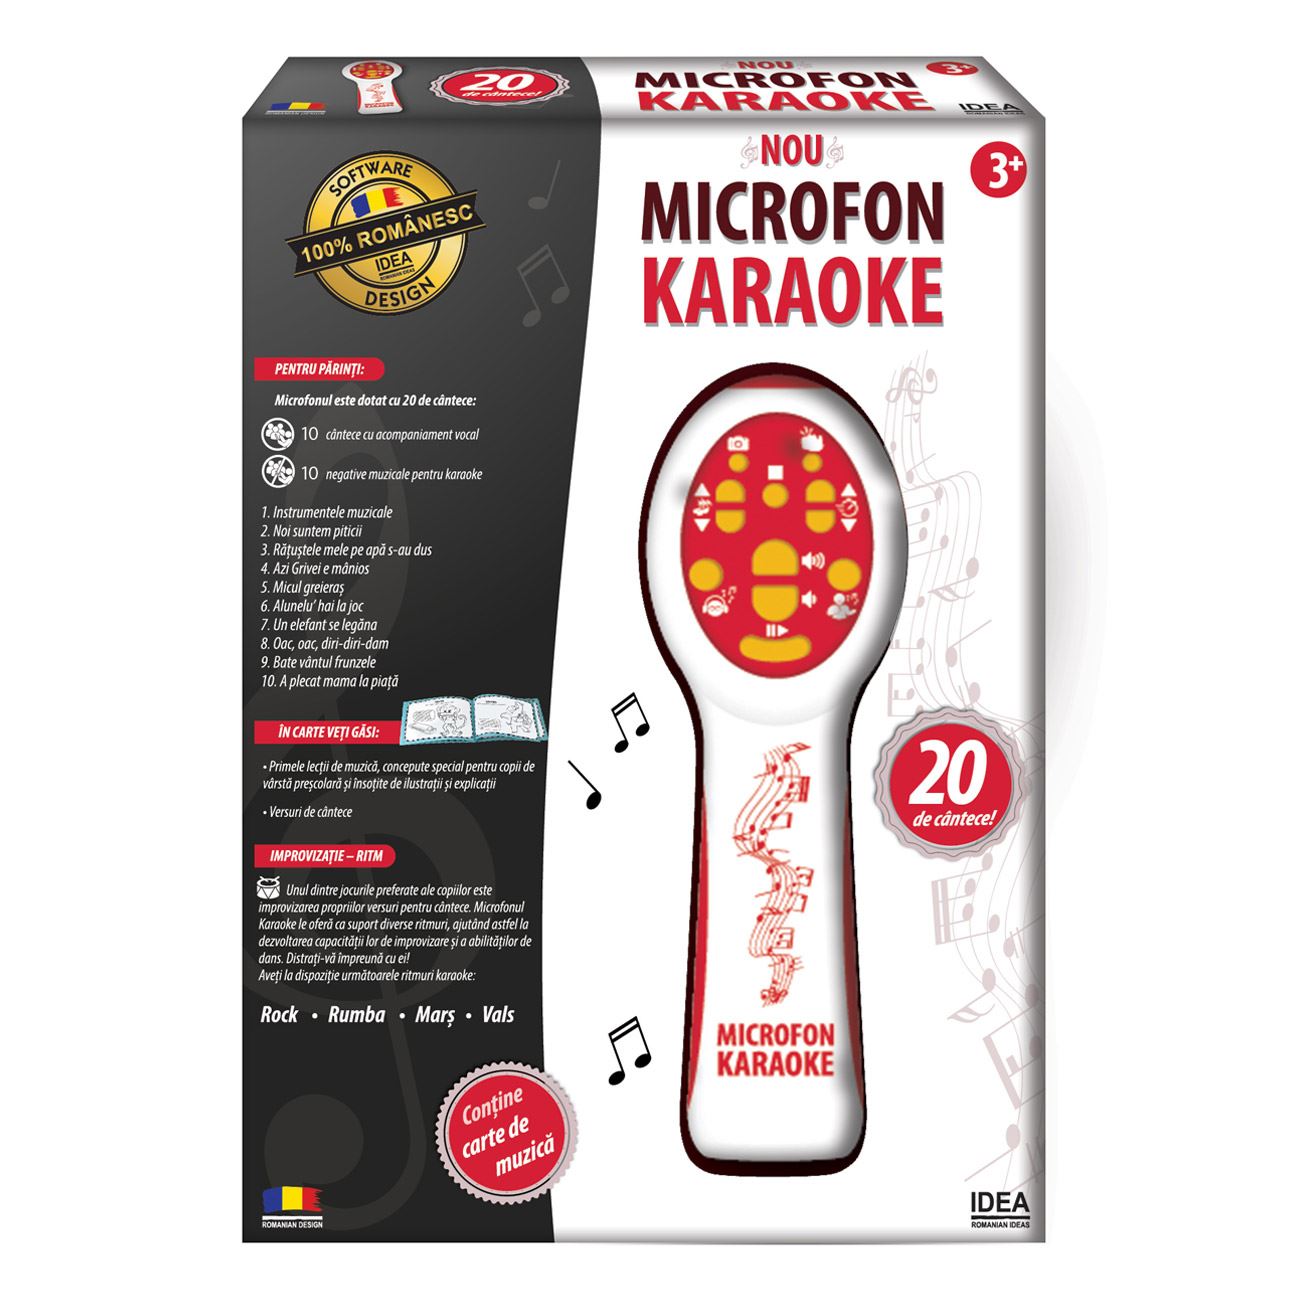 NOU
MICROFON
KARAOKE
3+
IDEA
ROMANIAN IDEAS
20
de cântece!
ROMANIAN DESIGN
SOFTWARE
100% ROMÂNESC
IDEA
ROMANIAN IDEAS
DESIGN
NOU
MICROFON
KARAOKE
3+
PENTRU PĂRINȚI:
Microfonul este dotat cu 20 de cântece:
10 cântece cu acompaniament vocal
10 negative muzicale pentru karaoke
1. Instrumentele muzicale
2. Noi suntem piticii
3. Rățuștele mele pe apă s-au dus
4. Azi Grivei e mânios
5. Micul greieraș
6. Alunelu’ hai la joc
7. Un elefant se legăna
8. Oac, oac, diri-diri-dam
9. Bate vântul frunzele
10. A plecat mama la piață
ÎN CARTE VEȚI GĂSI:
• Primele lecții de muzică, concepute special pentru copii de
vârstă preșcolară și însoțite de ilustrații și explicații
• Versuri de cântece
IMPROVIZAȚIE – RITM
Unul dintre jocurile preferate ale copiilor este
improvizarea propriilor versuri pentru cântece. Microfonul
Karaoke le oferă ca suport diverse ritmuri, ajutând astfel la
dezvoltarea capacității lor de improvizare și a abilităților de
dans. Distrați-vă împreună cu ei!
Aveți la dispoziție următoarele ritmuri karaoke:
Rock • Rumba • Marș • Vals
Conține
carte de
muzică
ROMANIAN DESIGN
20
de cântece!
MICROFON
KARAOKE
IDEA
ROMANIAN IDEAS